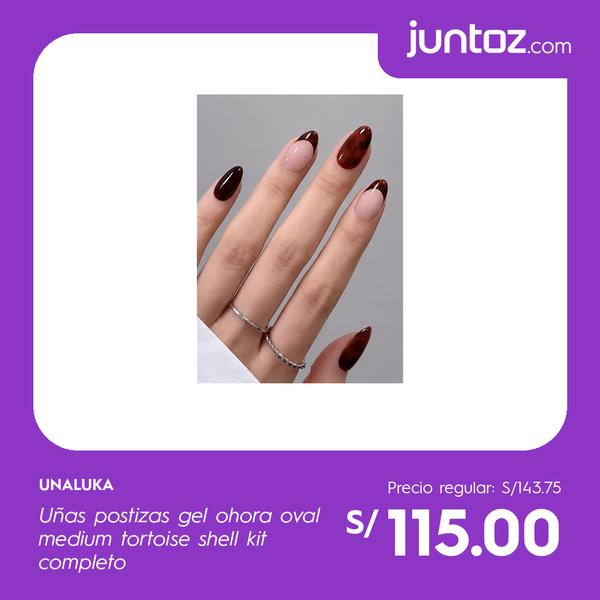 juntoz.com
UNALUKA
Uñas postizas gel ohora oval
medium tortoise shell kit
completo
Precio regular: S/143.75
S/115.00